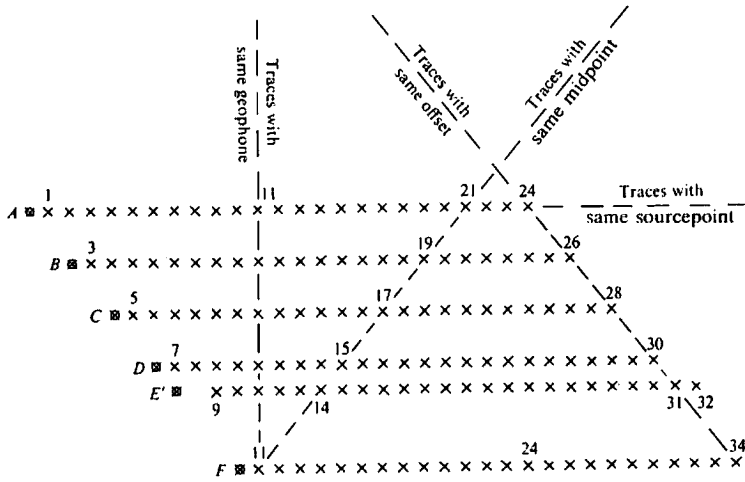 Traces with
same geophone
Traces with
same offset
Traces with
same midpoint
1 11 21 24
A
Traces with
same sourcepoint
3 19 26
B
5 17 28
C
7 15 30
D
E'
9 14 31 32
11 24 34
F